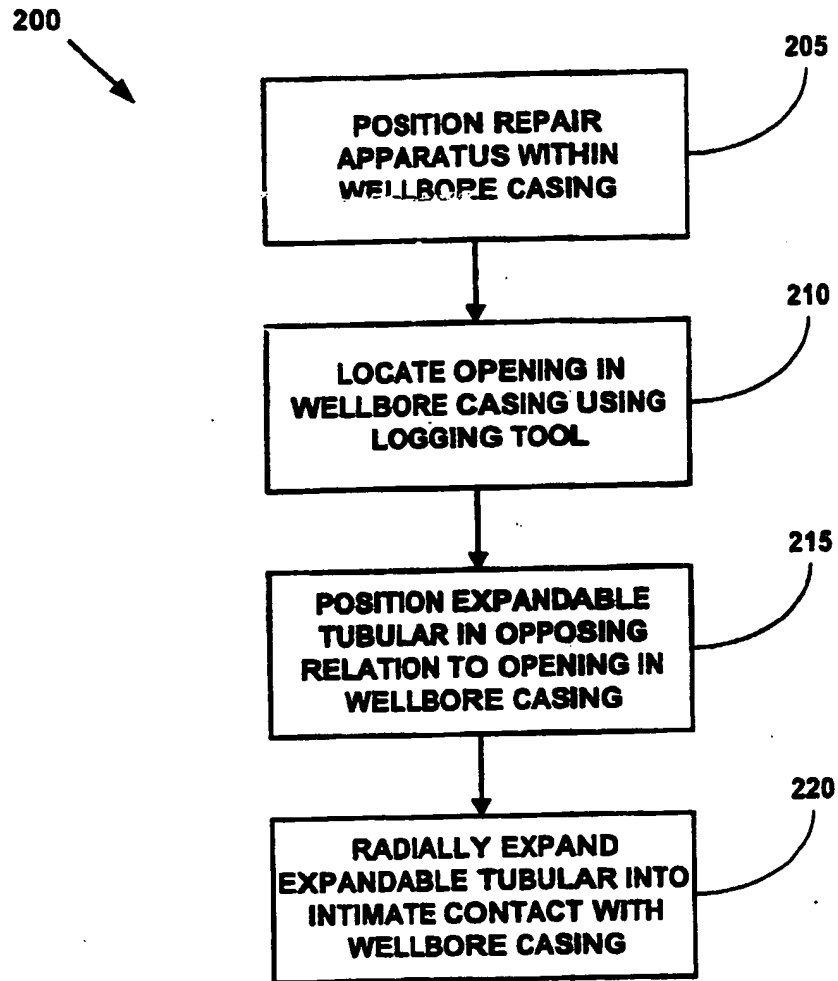 200
205
POSITION REPAIR
APPARATUS WITHIN
WELLBORE CASING
210
LOCATE OPENING IN
WELLBORE CASING USING
LOGGING TOOL
215
POSITION EXPANDABLE
TUBULAR IN OPPOSING
RELATION TO OPENING IN
WELLBORE CASING
220
RADIALLY EXPAND
EXPANDABLE TUBULAR INTO
INTIMATE CONTACT WITH
WELLBORE CASING